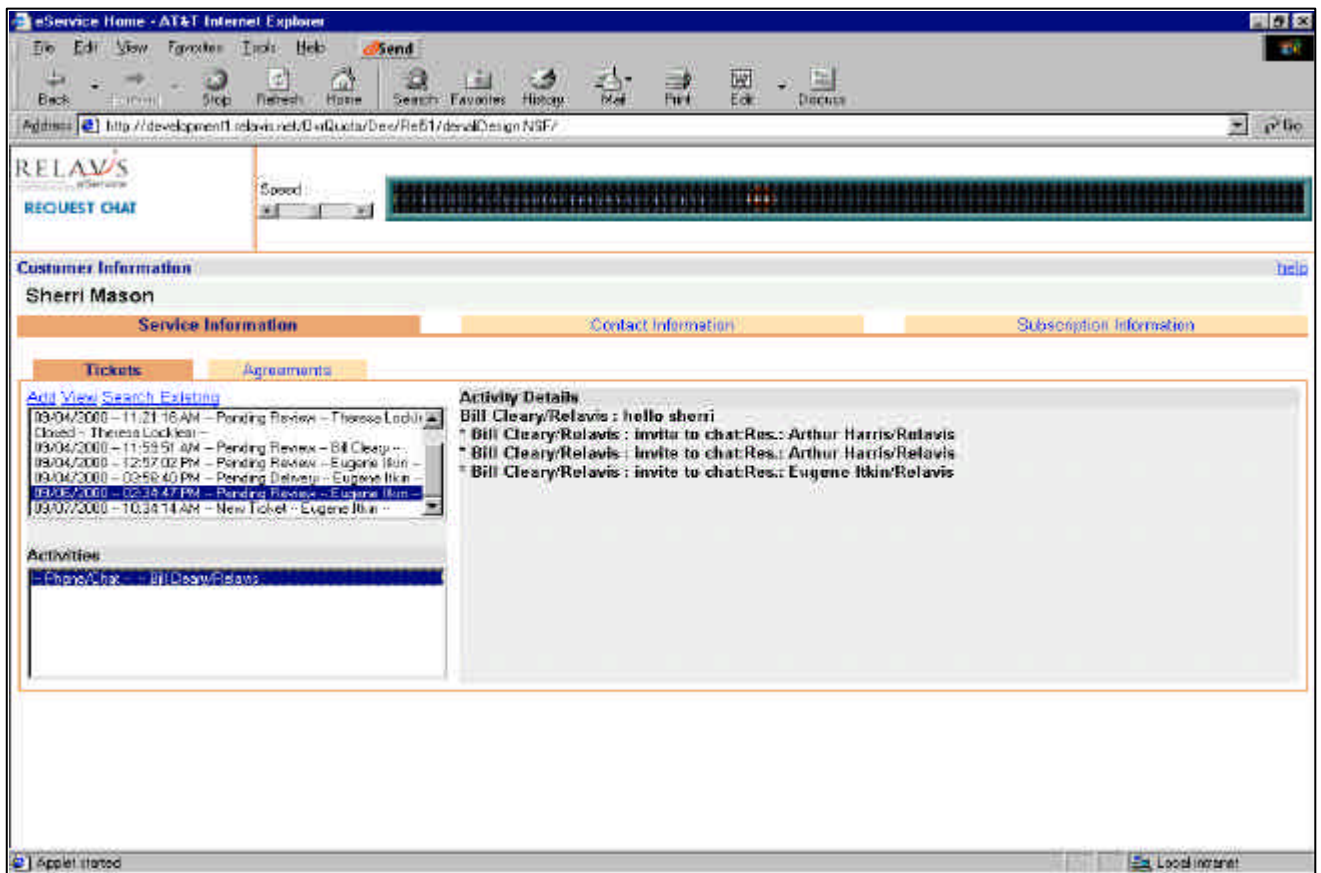 eService Home - AT&T Internet Explorer
File Edit View Favorites Tools Help Send
Back Forward Stop Refresh Home Search Favorites History Mail Print Edit Discuss
Address Go
RELAVIS
eService
REQUEST CHAT
Speed
Customer Information help
Sherri Mason
Service Information Contact Information Subscription Information
Tickets Agreements
Add View Search Existing
09/04/2000 -- 11:21:16 AM -- Pending Review -- Theresa
Closed -- Theresa Locklear --
09/04/2000 -- 11:59:51 AM -- Pending Review -- Bill Cleary --
09/04/2000 -- 12:57:02 PM -- Pending Review -- Eugene Itkin --
09/04/2000 -- 03:58:40 PM -- Pending Delivery -- Eugene Itkin --
09/06/2000 -- 02:34:47 PM -- Pending Review -- Eugene Itkin --
09/07/2000 -- 10:34:14 AM -- New Ticket -- Eugene Itkin --
Activities
-- Phone/Chat -- -- Bill Cleary/Relavis
Activity Details
Bill Cleary/Relavis : hello sherri
* Bill Cleary/Relavis : invite to chat:Res.: Arthur Harris/Relavis
* Bill Cleary/Relavis : invite to chat:Res.: Arthur Harris/Relavis
* Bill Cleary/Relavis : invite to chat:Res.: Eugene Itkin/Relavis
Applet started Local intranet